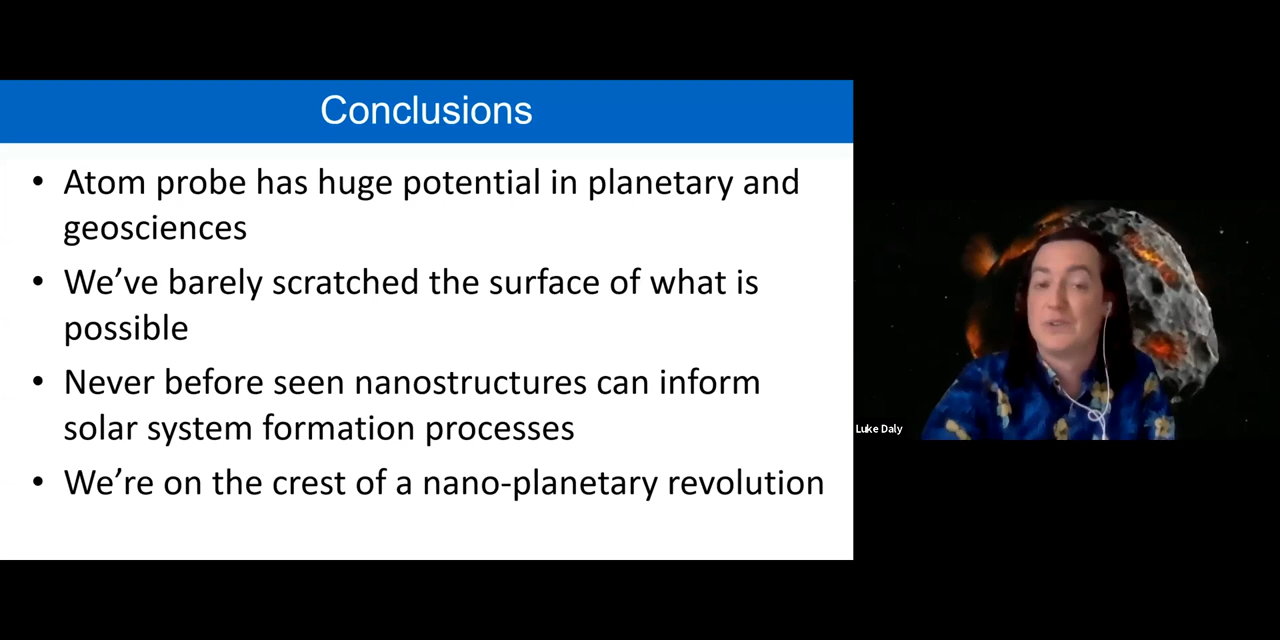 Conclusions
• Atom probe has huge potential in planetary and
geosciences
• We’ve barely scratched the surface of what is
possible
• Never before seen nanostructures can inform
solar system formation processes
• We’re on the crest of a nano-planetary revolution
Luke Daly